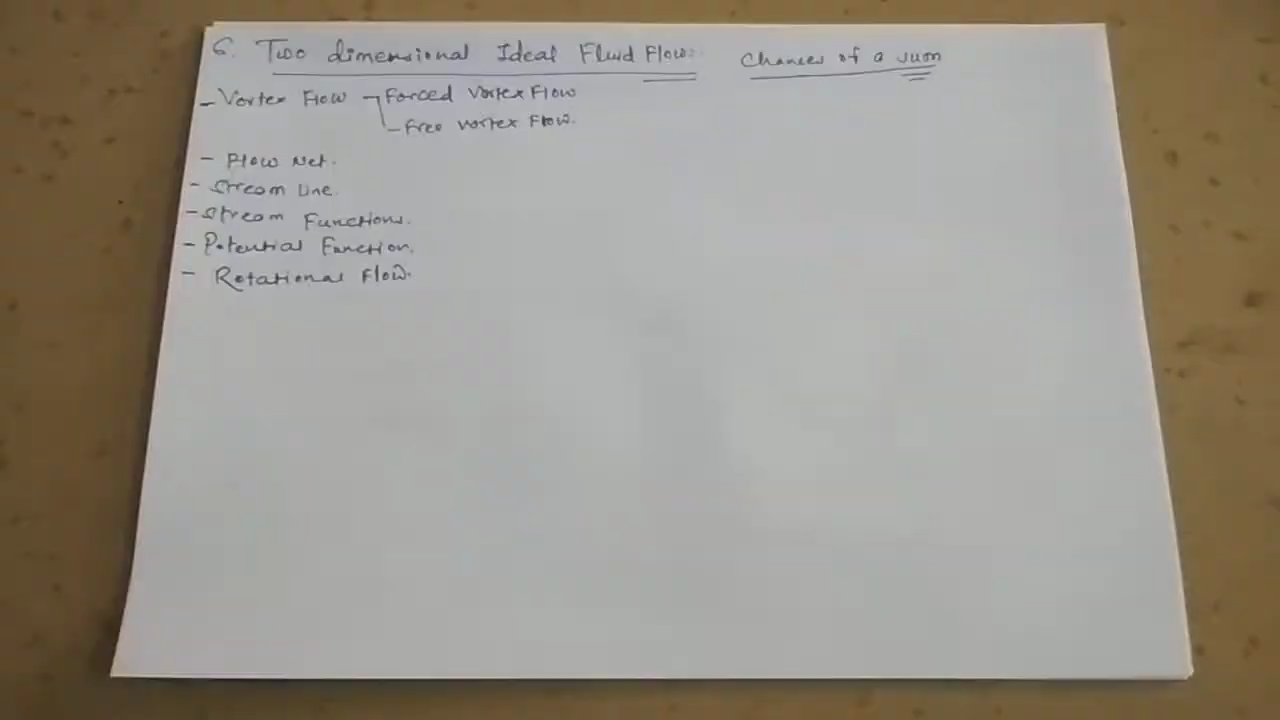 6. Two dimensional Ideal Fluid Flow: Chances of a sum
- Vortex Flow - Forced Vortex Flow
- Free Vortex Flow.
- Flow Net.
- Stream Line.
- Stream Functions.
- Potential Function.
- Rotational Flow.